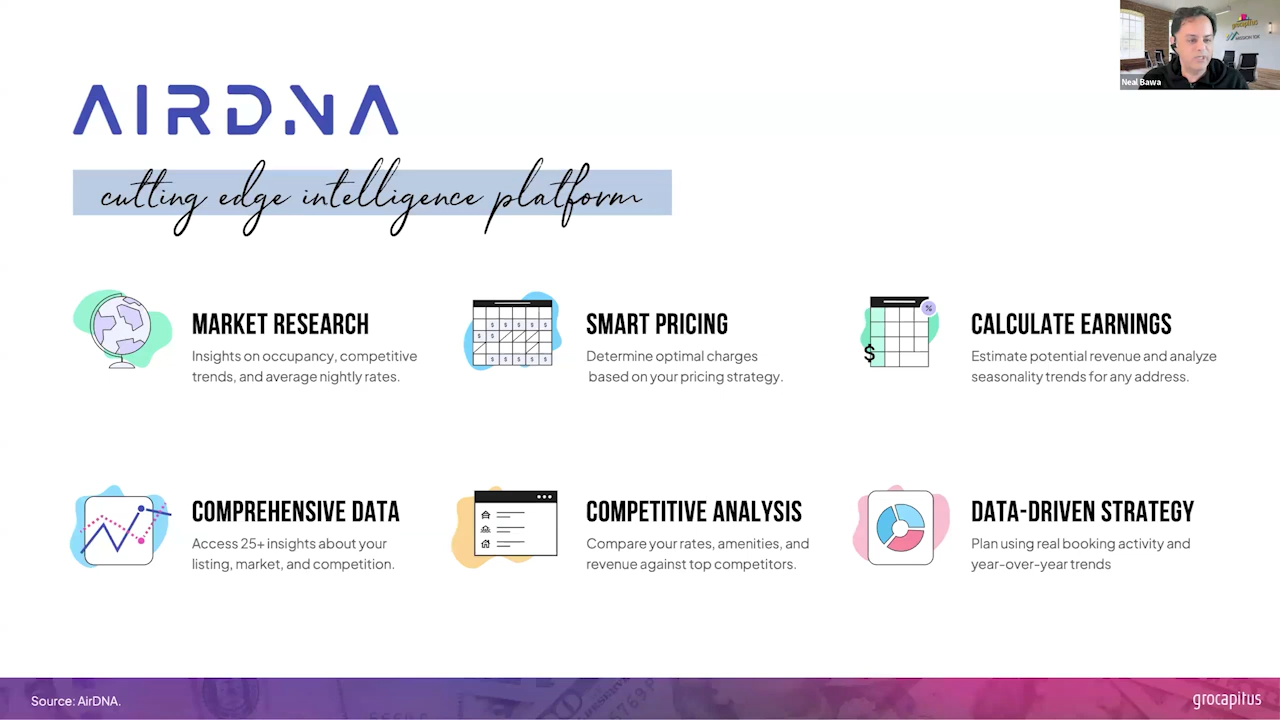 grocapitus
MISSION 10K
Neal Bawa
AIRDNA
cutting edge intelligence platform
MARKET RESEARCH
Insights on occupancy, competitive
trends, and average nightly rates.
SMART PRICING
Determine optimal charges
based on your pricing strategy.
CALCULATE EARNINGS
Estimate potential revenue and analyze
seasonality trends for any address.
COMPREHENSIVE DATA
Access 25+ insights about your
listing, market, and competition.
COMPETITIVE ANALYSIS
Compare your rates, amenities, and
revenue against top competitors.
DATA-DRIVEN STRATEGY
Plan using real booking activity and
year-over-year trends
Source: AirDNA.
grocapitus